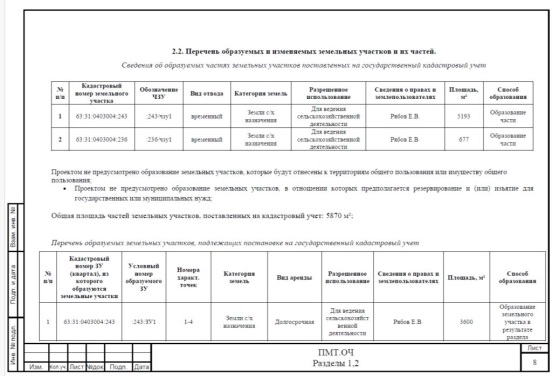 2.2. Перечень образуемых и изменяемых земельных участков и их частей.
Сведения об образуемых частях земельных участков поставленных на государственный кадастровый учет
№ п/п | Кадастровый номер земельного участка | Обозначение ЧЗУ | Вид отвода | Категория земель | Разрешенное использование | Сведения о правах и землепользователях | Площадь, м² | Способ образования
1 | 63:31:0403004:243 | :243/чзу1 | временный | Земли с/х назначения | Для ведения сельскохозяйственной деятельности | Рябов Е.В | 5193 | Образование части
2 | 63:31:0403004:236 | :236/чзу1 | временный | Земли с/х назначения | Для ведения сельскохозяйственной деятельности | Рябов Е.В | 677 | Образование части
Проектом не предусмотрено образование земельных участков, которые будут отнесены к территориям общего пользования или имуществу общего
пользования;
• Проектом не предусмотрено образование земельных участков, в отношении которых предполагается резервирование и (или) изъятие для
государственных или муниципальных нужд;
Общая площадь частей земельных участков, поставленных на кадастровый учет: 5870 м²;
Перечень образуемых земельных участков, подлежащих постановке на государственный кадастровый учет
№ п/п | Кадастровый номер ЗУ (квартал), из которого образуются земельные участки | Условный номер образуемого ЗУ | Номера характ. точек | Категория земель | Вид аренды | Разрешенное использование | Сведения о правах и землепользователях | Площадь, м² | Способ образования
1 | 63:31:0403004:243 | :243:ЗУ1 | 1-4 | Земли с/х назначения | Долгосрочная | Для ведения сельскохозяйственной деятельности | Рябов Е.В | 3600 | Образование земельного участка в результате раздела
Взам. инв. №
Подп. и дата
Инв. № подл.
Изм. Кол.уч. Лист №док Подп. Дата
ПМТ.ОЧ
Разделы 1.2
Лист
8